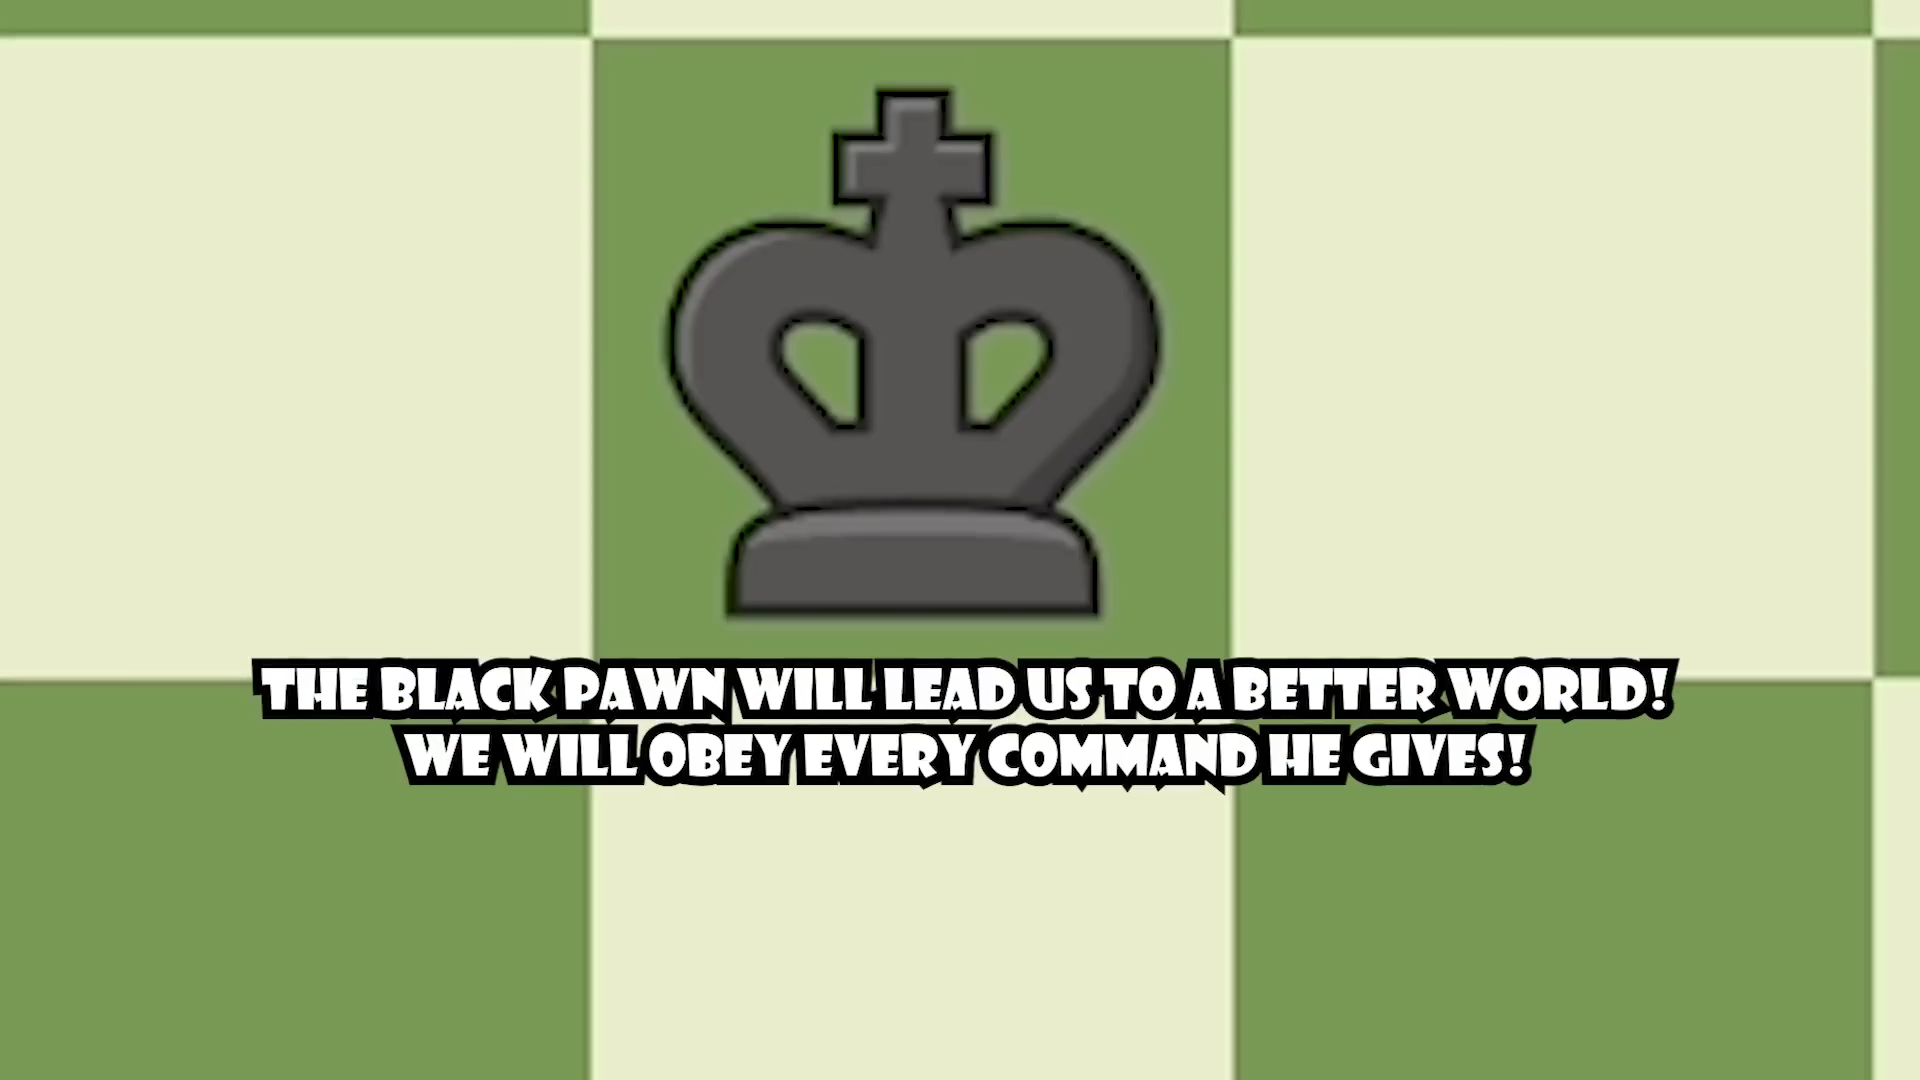 THE BLACK PAWN WILL LEAD US TO A BETTER WORLD!
WE WILL OBEY EVERY COMMAND HE GIVES!